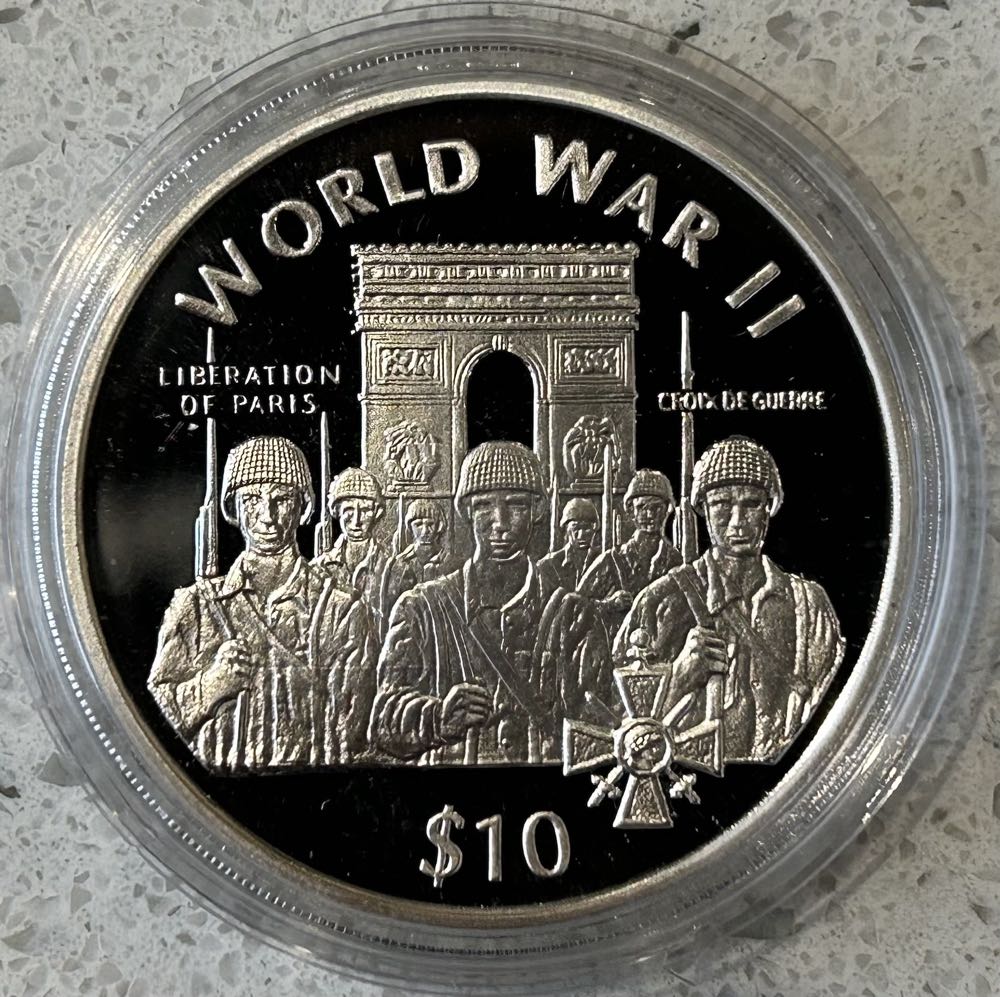 WORLD WAR II
LIBERATION
OF PARIS
CROIX DE GUERRE
$10